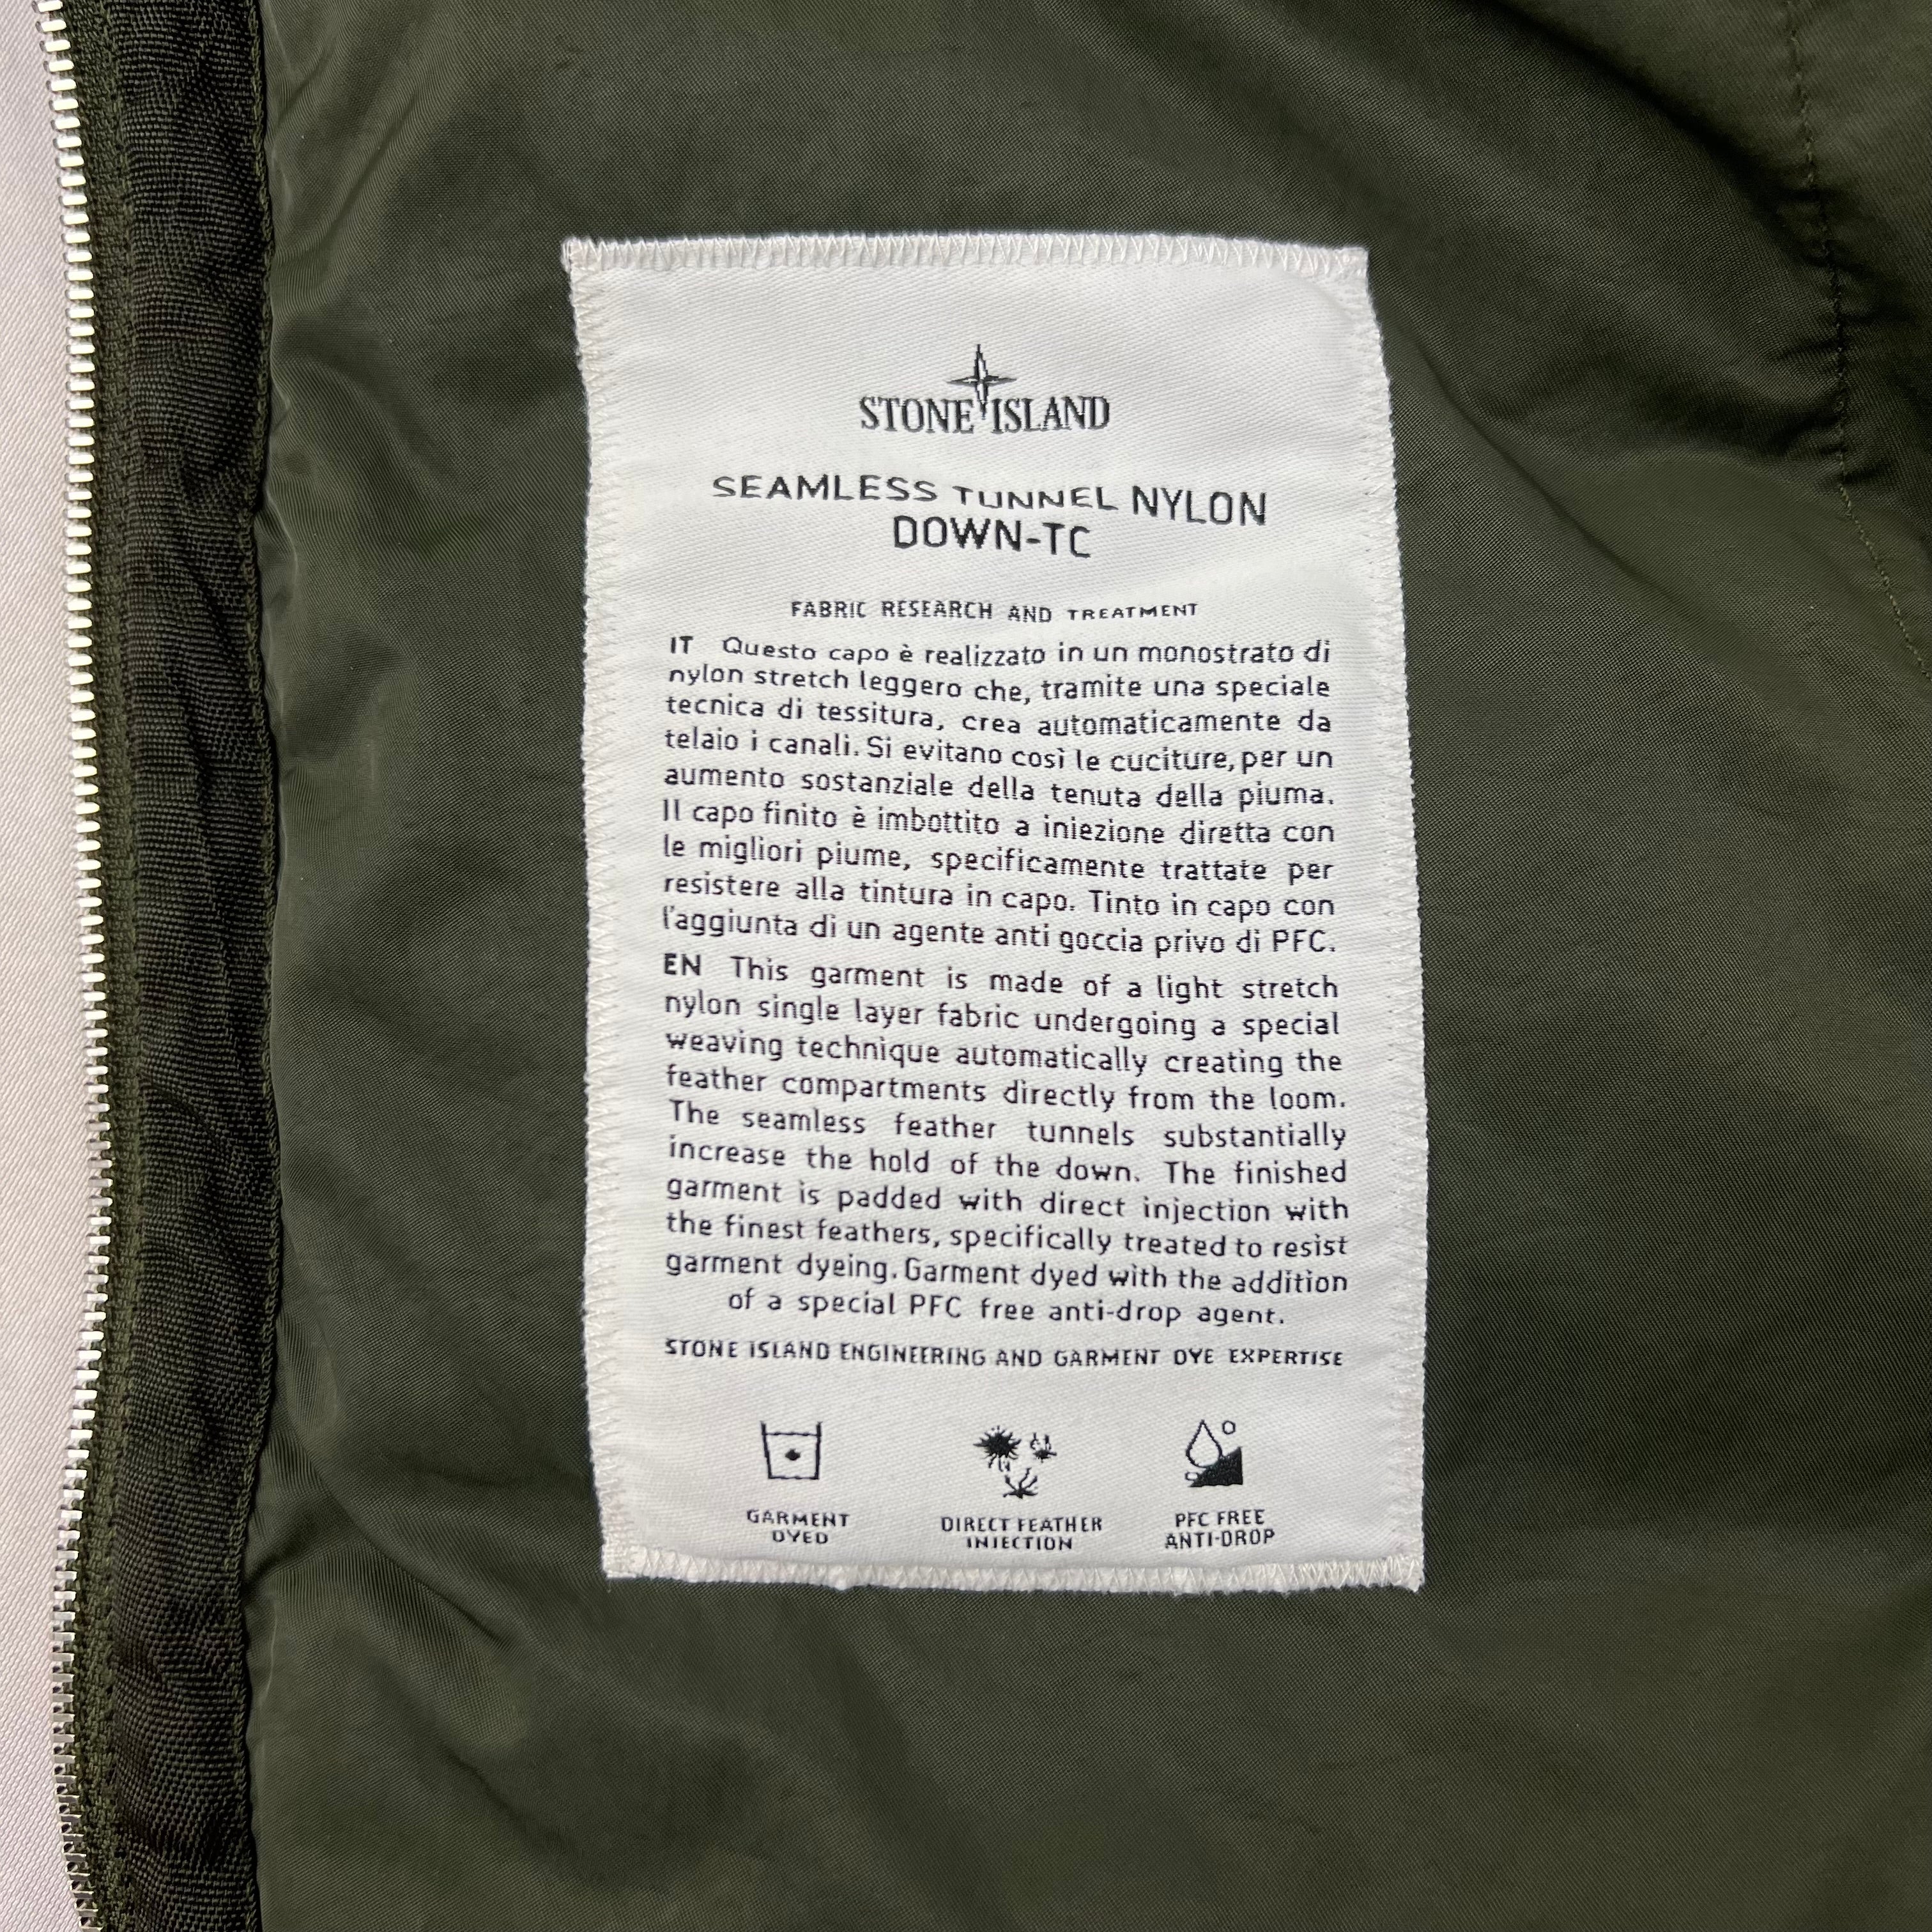 STONE ISLAND
SEAMLESS TUNNEL NYLON
DOWN-TC
FABRIC RESEARCH AND TREATMENT
IT Questo capo è realizzato in un monostrato di
nylon stretch leggero che, tramite una speciale
tecnica di tessitura, crea automaticamente da
telaio i canali. Si evitano così le cuciture, per un
aumento sostanziale della tenuta della piuma.
Il capo finito è imbottito a iniezione diretta con
le migliori piume, specificamente trattate per
resistere alla tintura in capo. Tinto in capo con
l'aggiunta di un agente anti goccia privo di PFC.
EN This garment is made of a light stretch
nylon single layer fabric undergoing a special
weaving technique automatically creating the
feather compartments directly from the loom.
The seamless feather tunnels substantially
increase the hold of the down. The finished
garment is padded with direct injection with
the finest feathers, specifically treated to resist
garment dyeing. Garment dyed with the addition
of a special PFC free anti-drop agent.
STONE ISLAND ENGINEERING AND GARMENT DYE EXPERTISE
GARMENT
DYED
DIRECT FEATHER
INJECTION
PFC FREE
ANTI-DROP